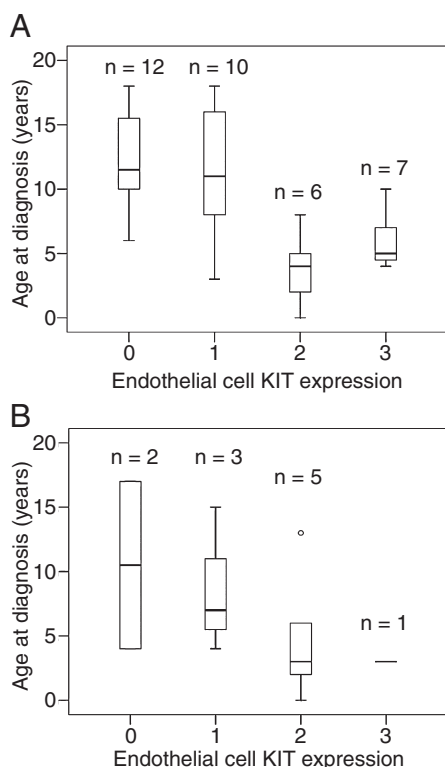 A
20
n = 12
n = 10
15
n = 6
n = 7
10
5
0
Age at diagnosis (years)
0 1 2 3
Endothelial cell KIT expression
B
20
n = 2
n = 3
n = 5
15
10
n = 1
5
0
Age at diagnosis (years)
0 1 2 3
Endothelial cell KIT expression